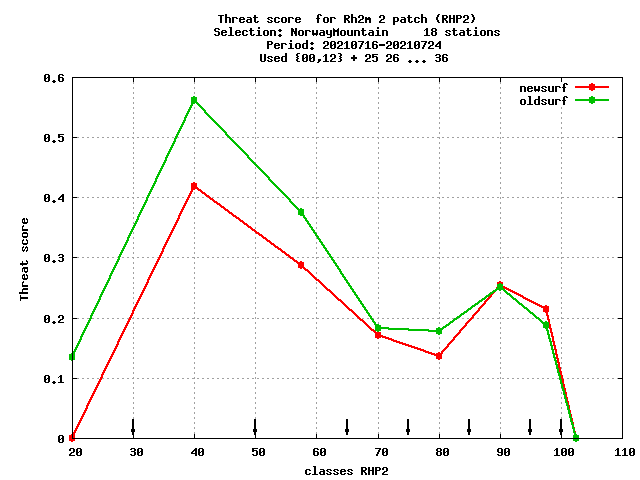 Threat score  for Rh2m 2 patch (RHP2)
Selection: NorwayMountain     18 stations
Period: 20210716-20210724
Used {00,12} + 25 26 ... 36
newsurf
oldsurf
0.6
0.5
0.4
0.3
0.2
0.1
0
Threat score
20 30 40 50 60 70 80 90 100 110
classes RHP2